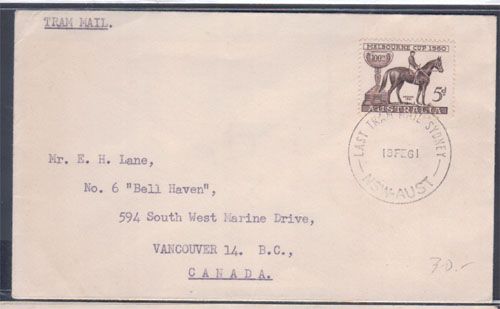 TRAM MAIL.
MELBOURNE CUP 1960
100th
5D
AUSTRALIA
LAST TRAM MAIL SYDNEY
18FE61
NSW-AUST
Mr. E. H. Lane,
No. 6 "Bell Haven",
594 South West Marine Drive,
VANCOUVER 14. B.C.,
CANADA.